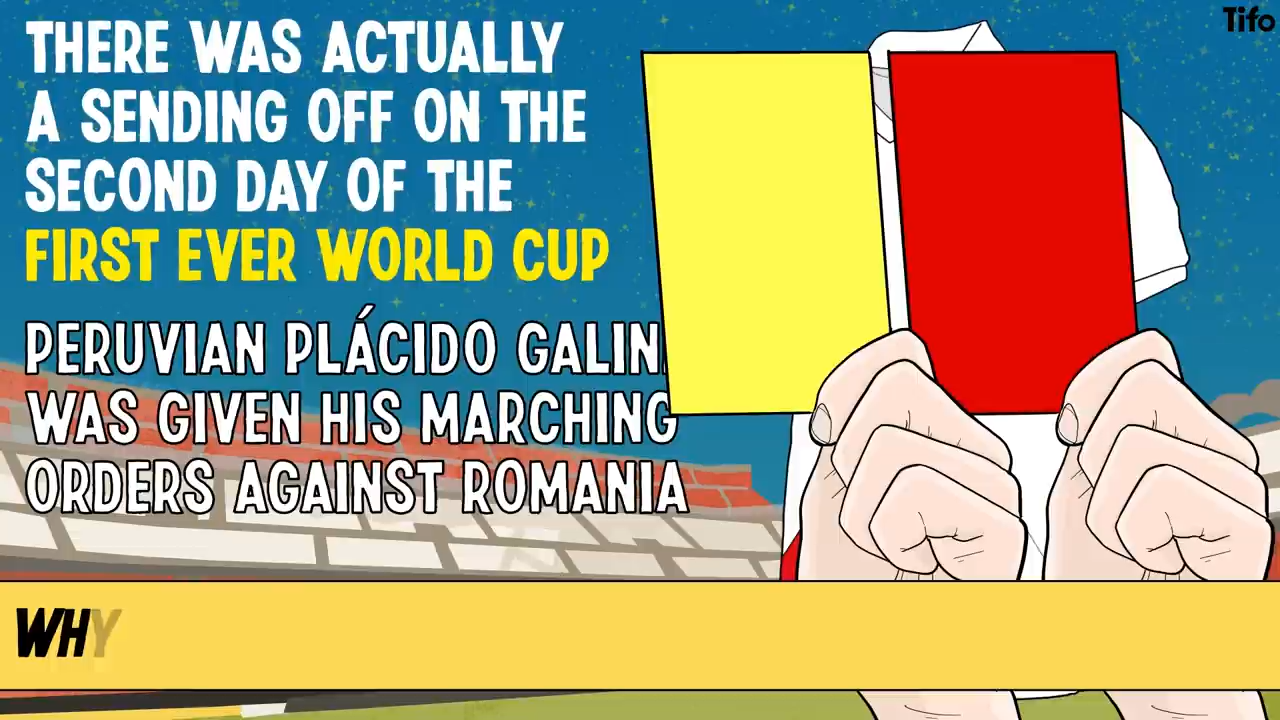 Tifo
THERE WAS ACTUALLY
A SENDING OFF ON THE
SECOND DAY OF THE
FIRST EVER WORLD CUP
PERUVIAN PLÁCIDO
WAS GIVEN HIS MARCHING
ORDERS AGAINST ROMANIA
WHY